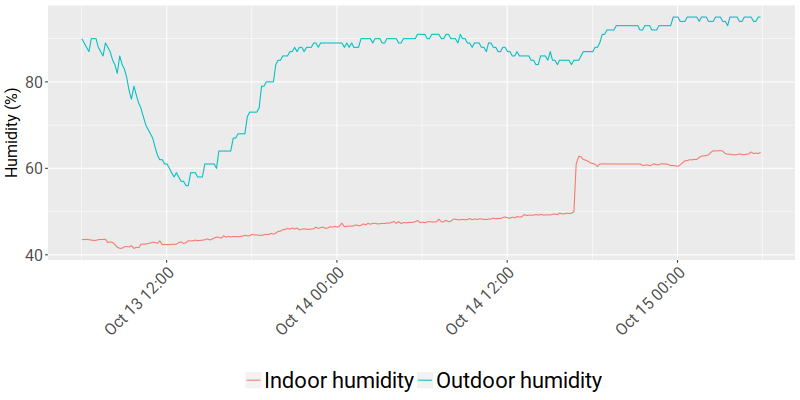 Humidity (%)
80
60
40
Oct 13 12:00
Oct 14 00:00
Oct 14 12:00
Oct 15 00:00
Indoor humidity
Outdoor humidity